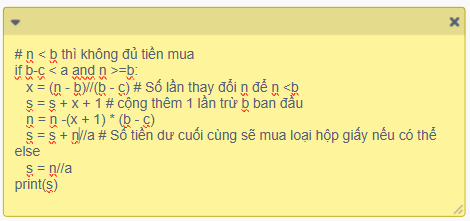 # n < b thì không đủ tiền mua
if b-c < a and n >=b:
x = (n - b)//(b - c) # Số lần thay đổi n để n <b
s = s + x + 1 # cộng thêm 1 lần trừ b ban đầu
n = n -(x + 1) * (b - c)
s = s + n//a # Số tiền dư cuối cùng sẽ mua loại hộp giấy nếu có thể
else
s = n//a
print(s)